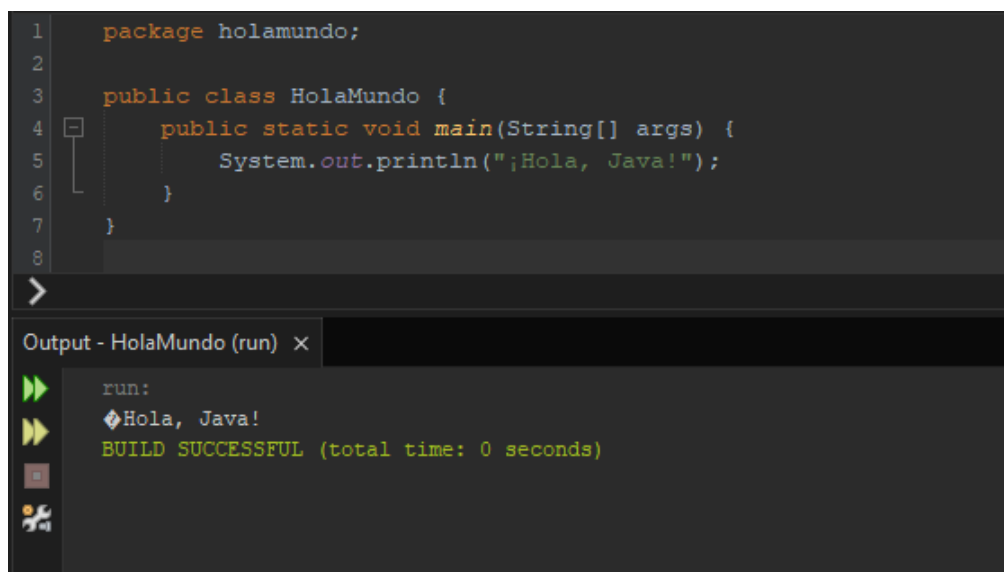 1 package holamundo;
2
3 public class HolaMundo {
4 public static void main(String[] args) {
5 System.out.println("¡Hola, Java!");
6 }
7 }
8
Output - HolaMundo (run) ×
run:
�Hola, Java!
BUILD SUCCESSFUL (total time: 0 seconds)